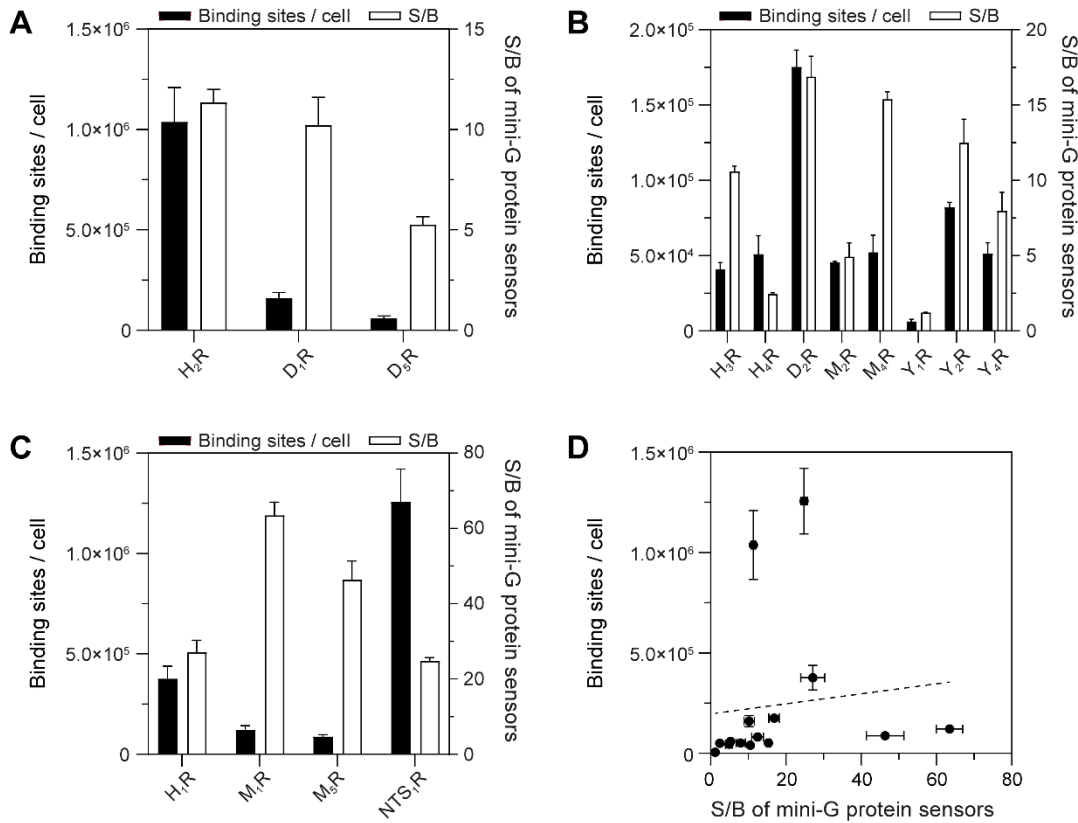 A
Binding sites / cell S/B
Binding sites / cell
1.5×10⁶
1.0×10⁶
5.0×10⁵
0
15
10
5
0
S/B of mini-G protein sensors
H₂R D₁R D₅R
B
Binding sites / cell S/B
Binding sites / cell
2.0×10⁵
1.5×10⁵
1.0×10⁵
5.0×10⁴
0
20
15
10
5
0
S/B of mini-G protein sensors
H₃R H₄R D₂R M₂R M₄R Y₁R Y₂R Y₄R
C
Binding sites / cell S/B
Binding sites / cell
1.5×10⁶
1.0×10⁶
5.0×10⁵
0
80
60
40
20
0
S/B of mini-G protein sensors
H₁R M₁R M₅R NTS₁R
D
Binding sites / cell
1.5×10⁶
1.0×10⁶
5.0×10⁵
0
0 20 40 60 80
S/B of mini-G protein sensors